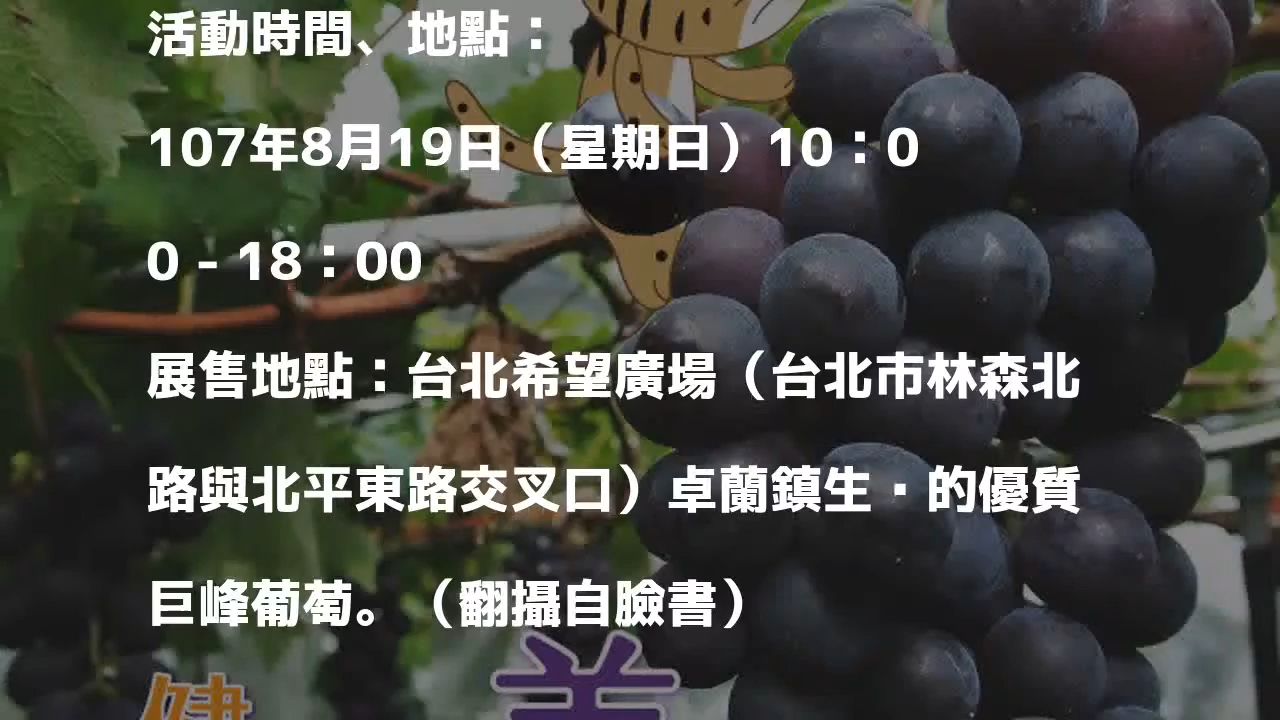 活動時間、地點：
107年8月19日（星期日）10：0
0 - 18：00
展售地點：台北希望廣場（台北市林森北
路與北平東路交叉口）卓蘭鎮生▪的優質
巨峰葡萄。（翻攝自臉書）
健 美